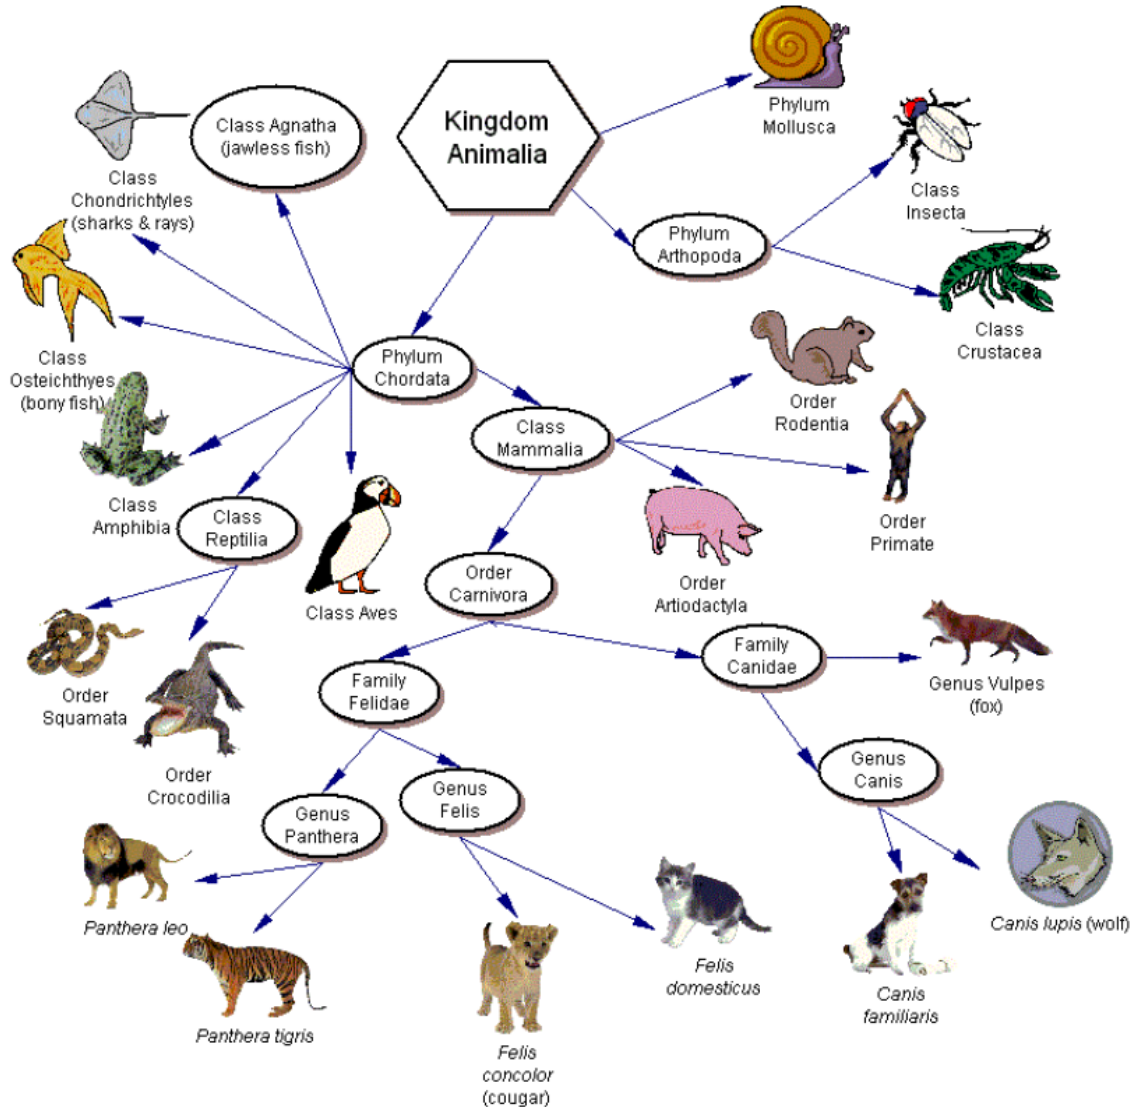 Kingdom
Animalia
Phylum
Mollusca
Class
Insecta
Phylum
Arthopoda
Class
Crustacea
Class Agnatha
(jawless fish)
Class
Chondrichtyles
(sharks & rays)
Class
Osteichthyes
(bony fish)
Class
Amphibia
Phylum
Chordata
Class
Mammalia
Order
Rodentia
Order
Primate
Order
Artiodactyla
Class
Reptilia
Class Aves
Order
Squamata
Order
Crocodilia
Order
Carnivora
Family
Felidae
Family
Canidae
Genus Vulpes
(fox)
Genus
Panthera
Genus
Felis
Genus
Canis
Panthera leo
Panthera tigris
Felis
concolor
(cougar)
Felis
domesticus
Canis
familiaris
Canis lupis (wolf)